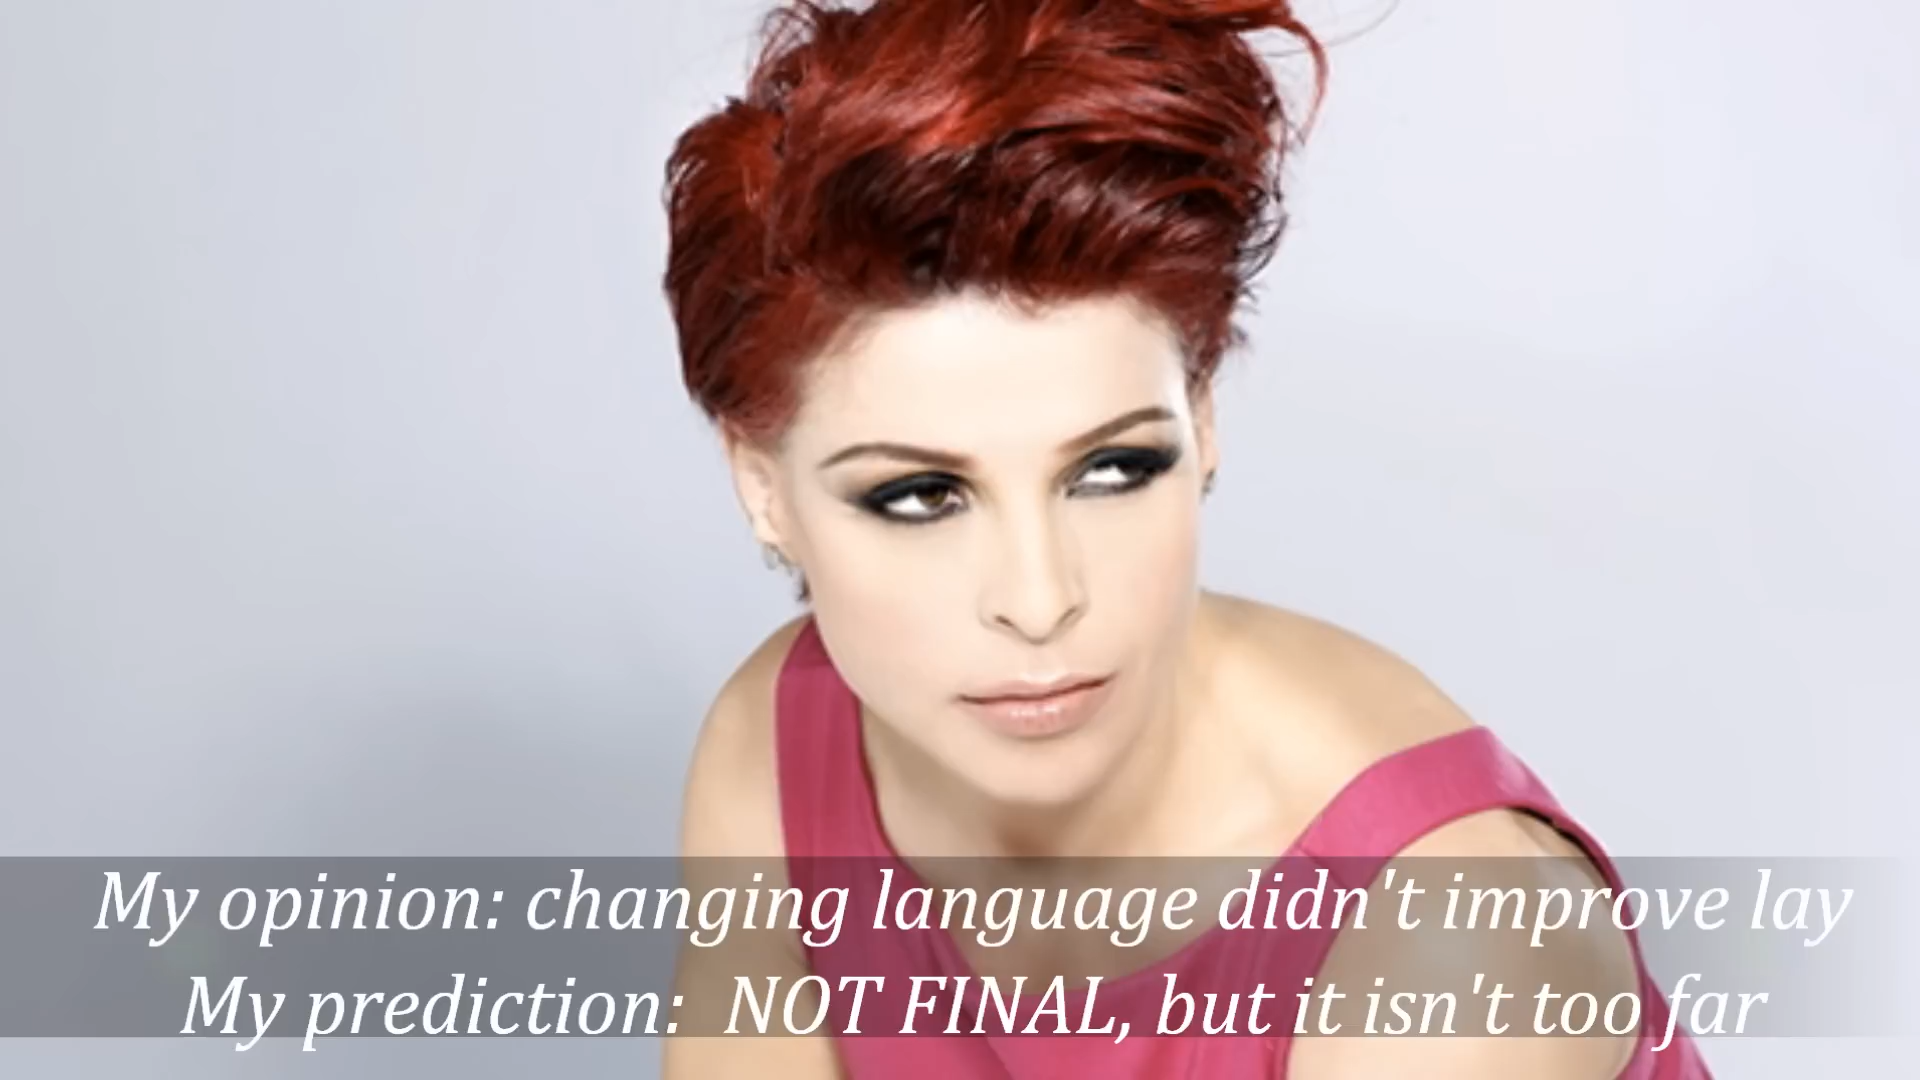 My opinion: changing language didn't improve lay
My prediction:  NOT FINAL, but it isn't too far